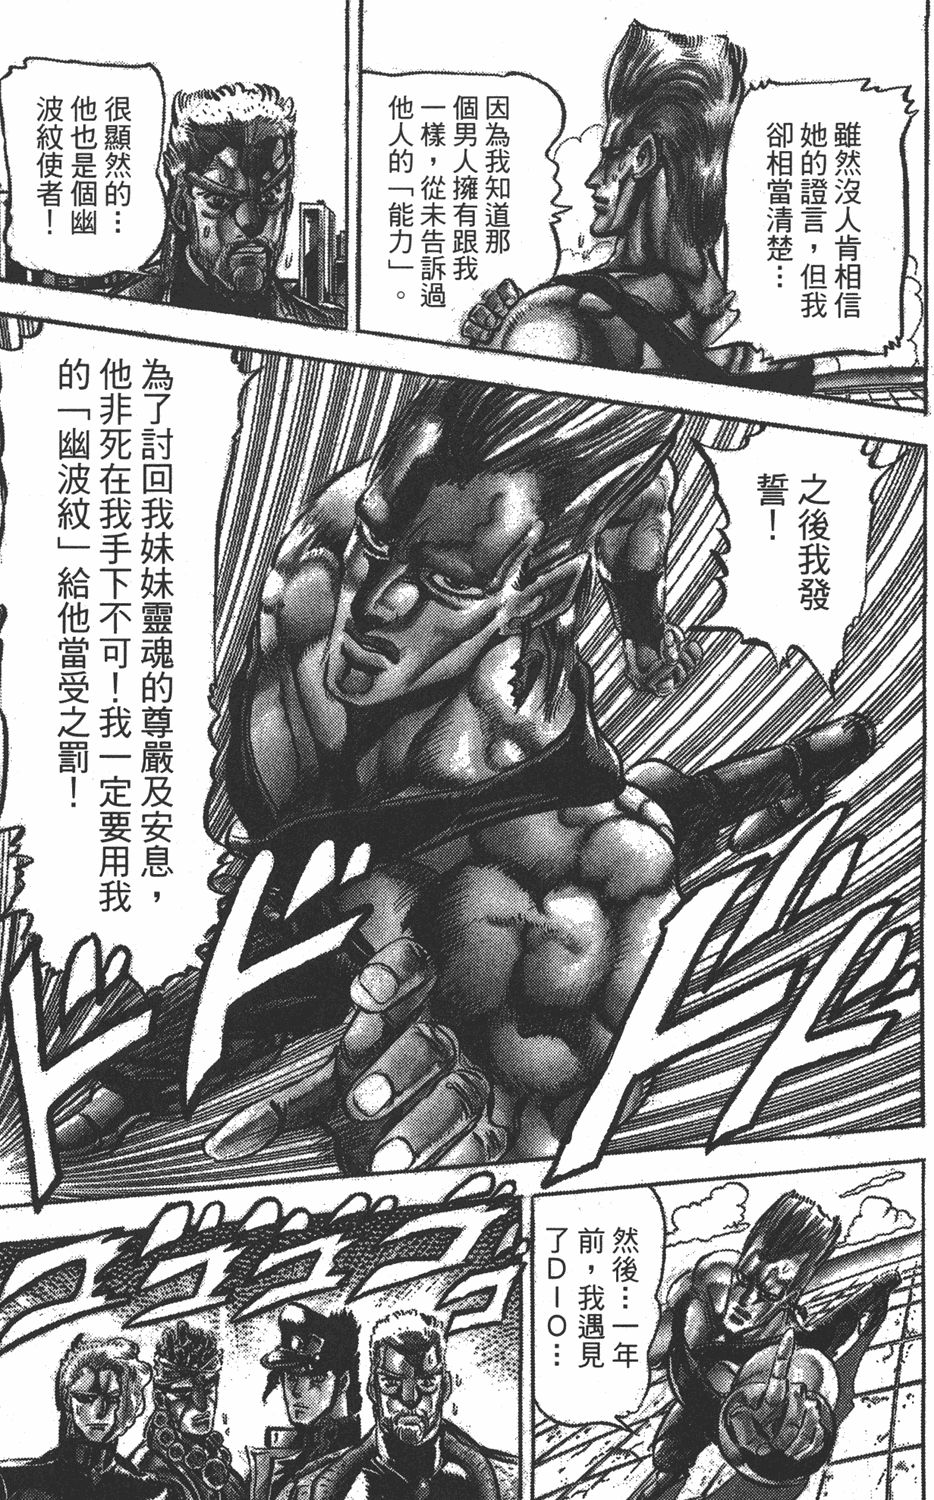 雖然沒人肯相信
她的證言，但我
卻相當清楚…
因為我知道那
個男人擁有跟我
一樣，從未告訴過
他人的「能力」。
很顯然的…
他也是個幽
波紋使者！
之後我發
誓！
為了討回我妹妹靈魂的尊嚴及安息，
他非死在我手下不可！我一定要用我
的「幽波紋」給他當受之罰！
ドド
ドド
ドド
然後…一年
前，我遇見
了DIO…
ゴゴゴゴ